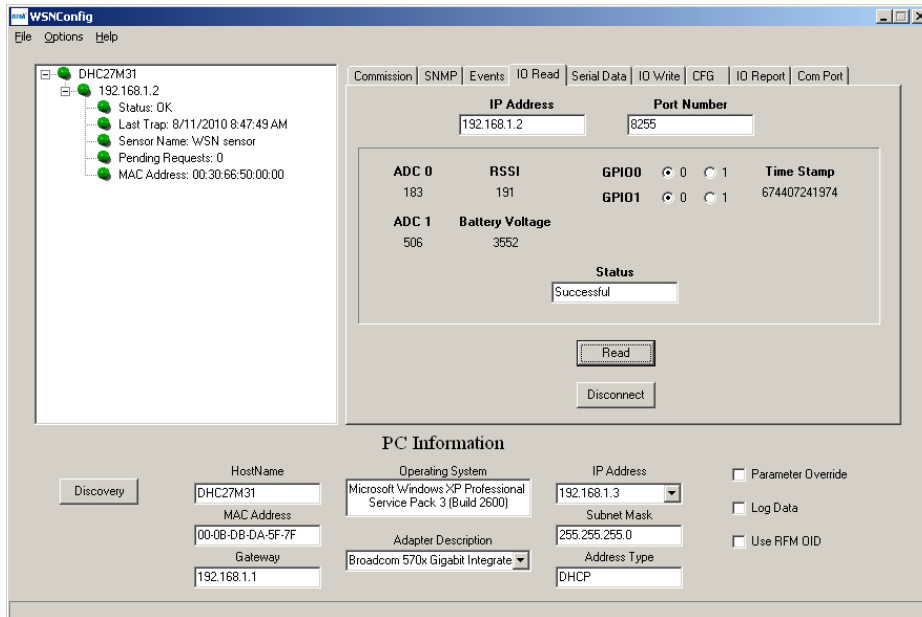 WSNConfig
File Options Help
DHC27M31
192.168.1.2
Status: OK
Last Trap: 8/11/2010 8:47:49 AM
Sensor Name: WSN sensor
Pending Requests: 0
MAC Address: 00:30:66:50:00:00
Commission SNMP Events IO Read Serial Data IO Write CFG IO Report Com Port
IP Address Port Number
192.168.1.2 8255
ADC 0 RSSI GPIO0 0 1 Time Stamp
183 191 GPIO1 0 1 674407241974
ADC 1 Battery Voltage
506 3552
Status
Successful
Read
Disconnect
PC Information
Discovery
HostName
DHC27M31
MAC Address
00-0B-DB-DA-5F-7F
Gateway
192.168.1.1
Operating System
Microsoft Windows XP Professional
Service Pack 3 (Build 2600)
Adapter Description
Broadcom 570x Gigabit Integrate
IP Address
192.168.1.3
Subnet Mask
255.255.255.0
Address Type
DHCP
Parameter Override
Log Data
Use RFM OID